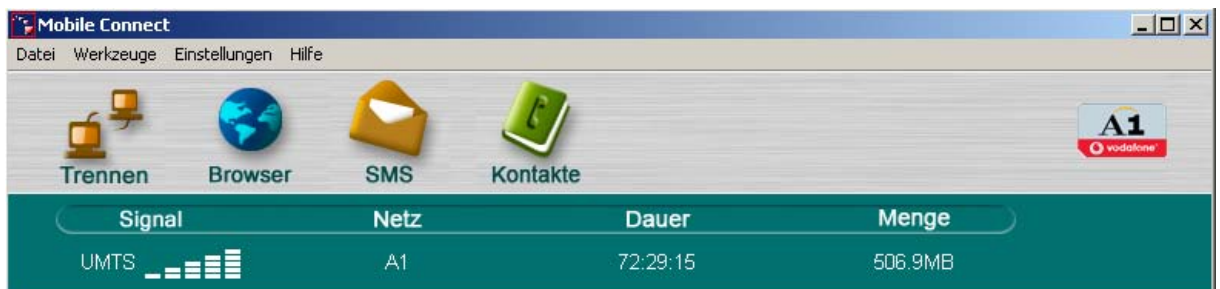 Mobile Connect
Datei Werkzeuge Einstellungen Hilfe
A1
vodafone
Trennen Browser SMS Kontakte
Signal Netz Dauer Menge
UMTS A1 72:29:15 506.9MB